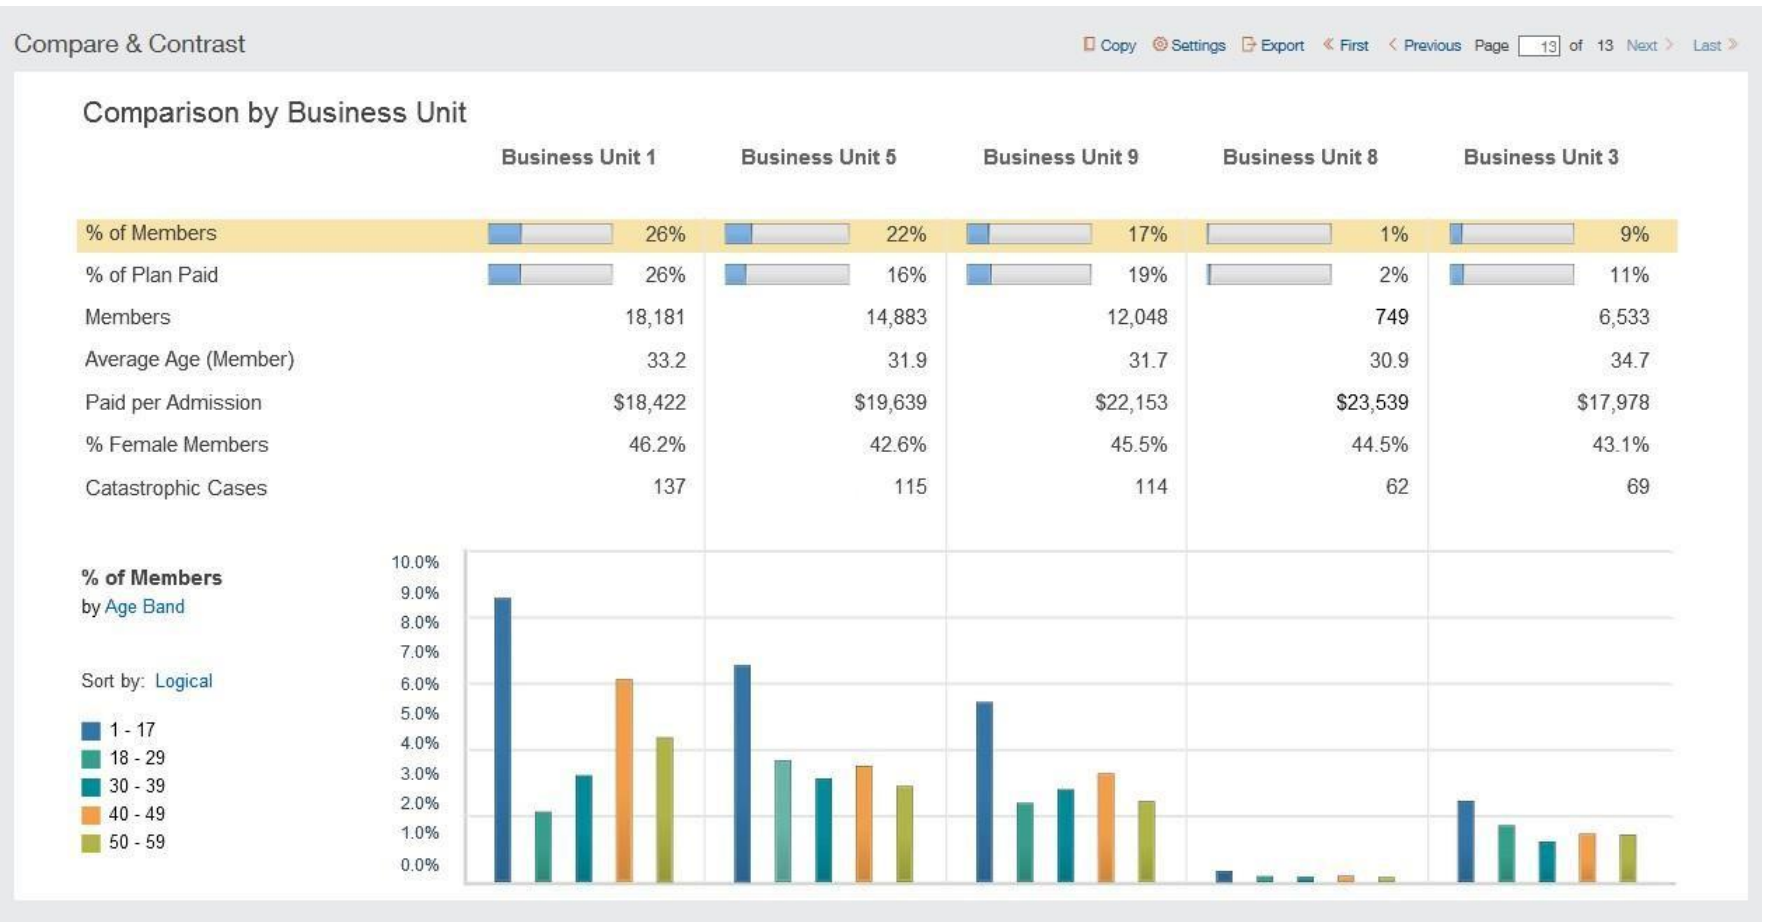 Compare & Contrast
Copy Settings Export First Previous Page 13 of 13 Next Last
Comparison by Business Unit
Business Unit 1 Business Unit 5 Business Unit 9 Business Unit 8 Business Unit 3
% of Members 26% 22% 17% 1% 9%
% of Plan Paid 26% 16% 19% 2% 11%
Members 18,181 14,883 12,048 749 6,533
Average Age (Member) 33.2 31.9 31.7 30.9 34.7
Paid per Admission $18,422 $19,639 $22,153 $23,539 $17,978
% Female Members 46.2% 42.6% 45.5% 44.5% 43.1%
Catastrophic Cases 137 115 114 62 69
% of Members
by Age Band
Sort by: Logical
1 - 17
18 - 29
30 - 39
40 - 49
50 - 59
10.0%
9.0%
8.0%
7.0%
6.0%
5.0%
4.0%
3.0%
2.0%
1.0%
0.0%